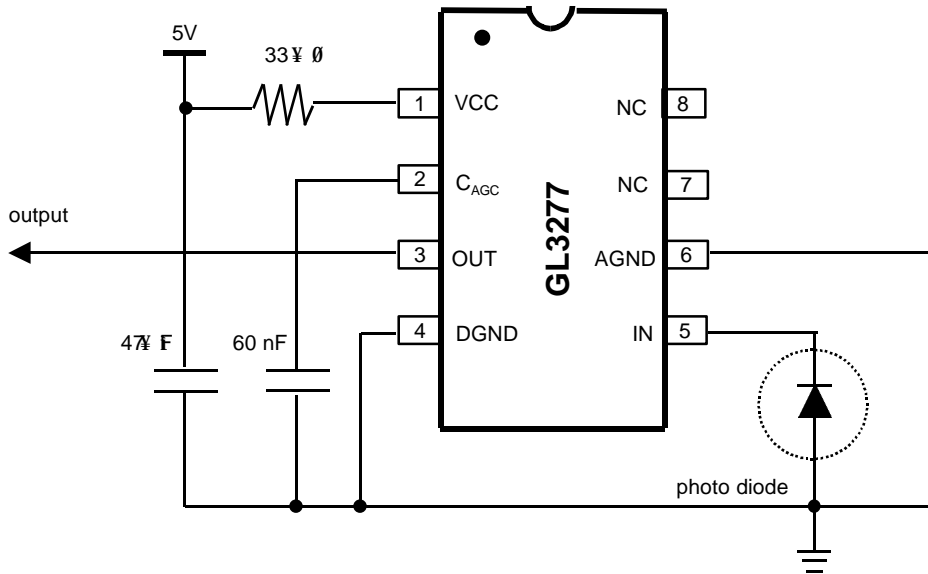 5V
33¥ Ø
1
VCC
NC
8
2
CAGC
NC
7
output
3
OUT
GL3277
AGND
6
4
DGND
IN
5
60 nF
photo diode